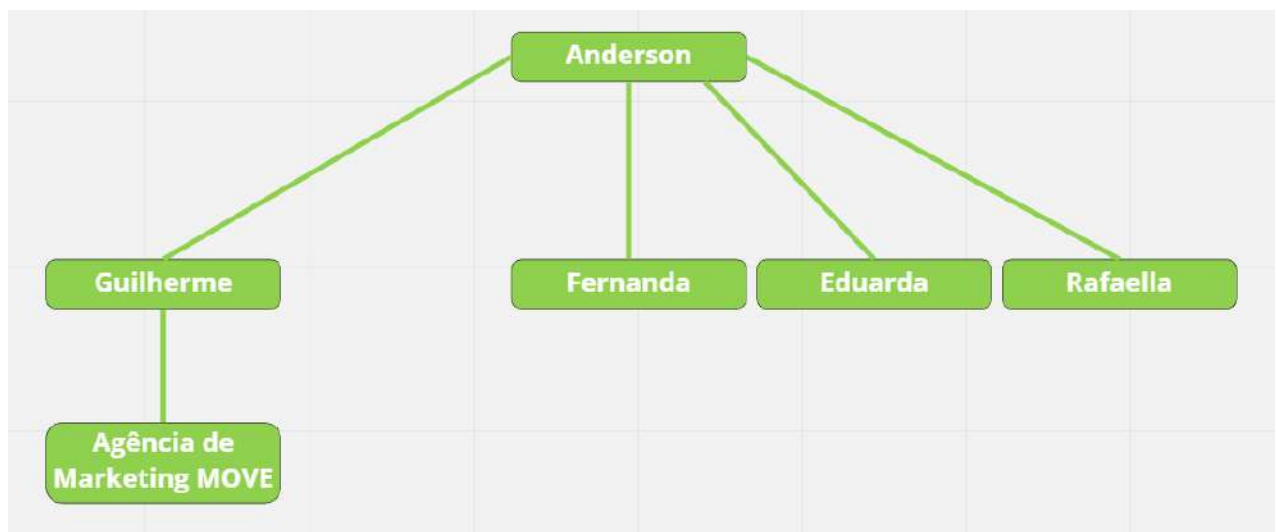 Anderson
Guilherme
Fernanda
Eduarda
Rafaella
Agência de
Marketing MOVE